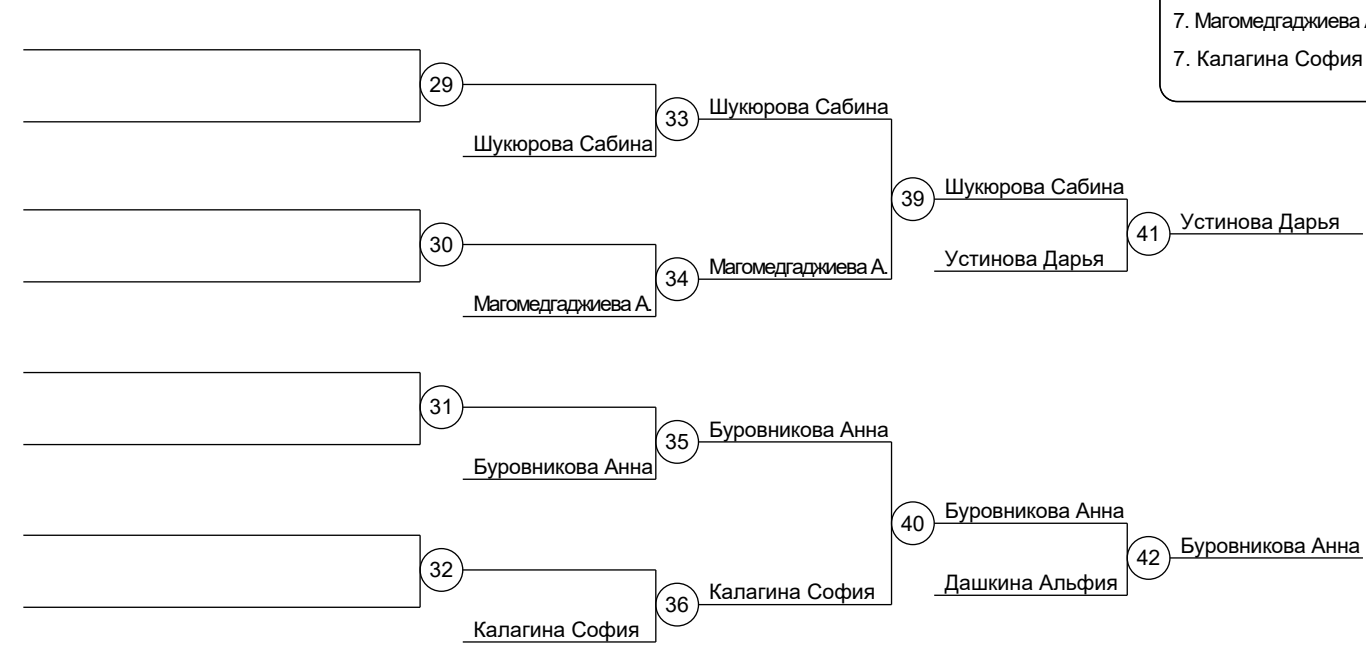 7. Магомедгаджиева
7. Калагина София
29
33
Шукюрова Сабина
Шукюрова Сабина
39
Шукюрова Сабина
30
34
Магомедгаджиева А.
Магомедгаджиева А.
Устинова Дарья
41
Устинова Дарья
31
35
Буровникова Анна
Буровникова Анна
40
Буровникова Анна
32
36
Калагина София
Калагина София
Дашкина Альфия
42
Буровникова Анна